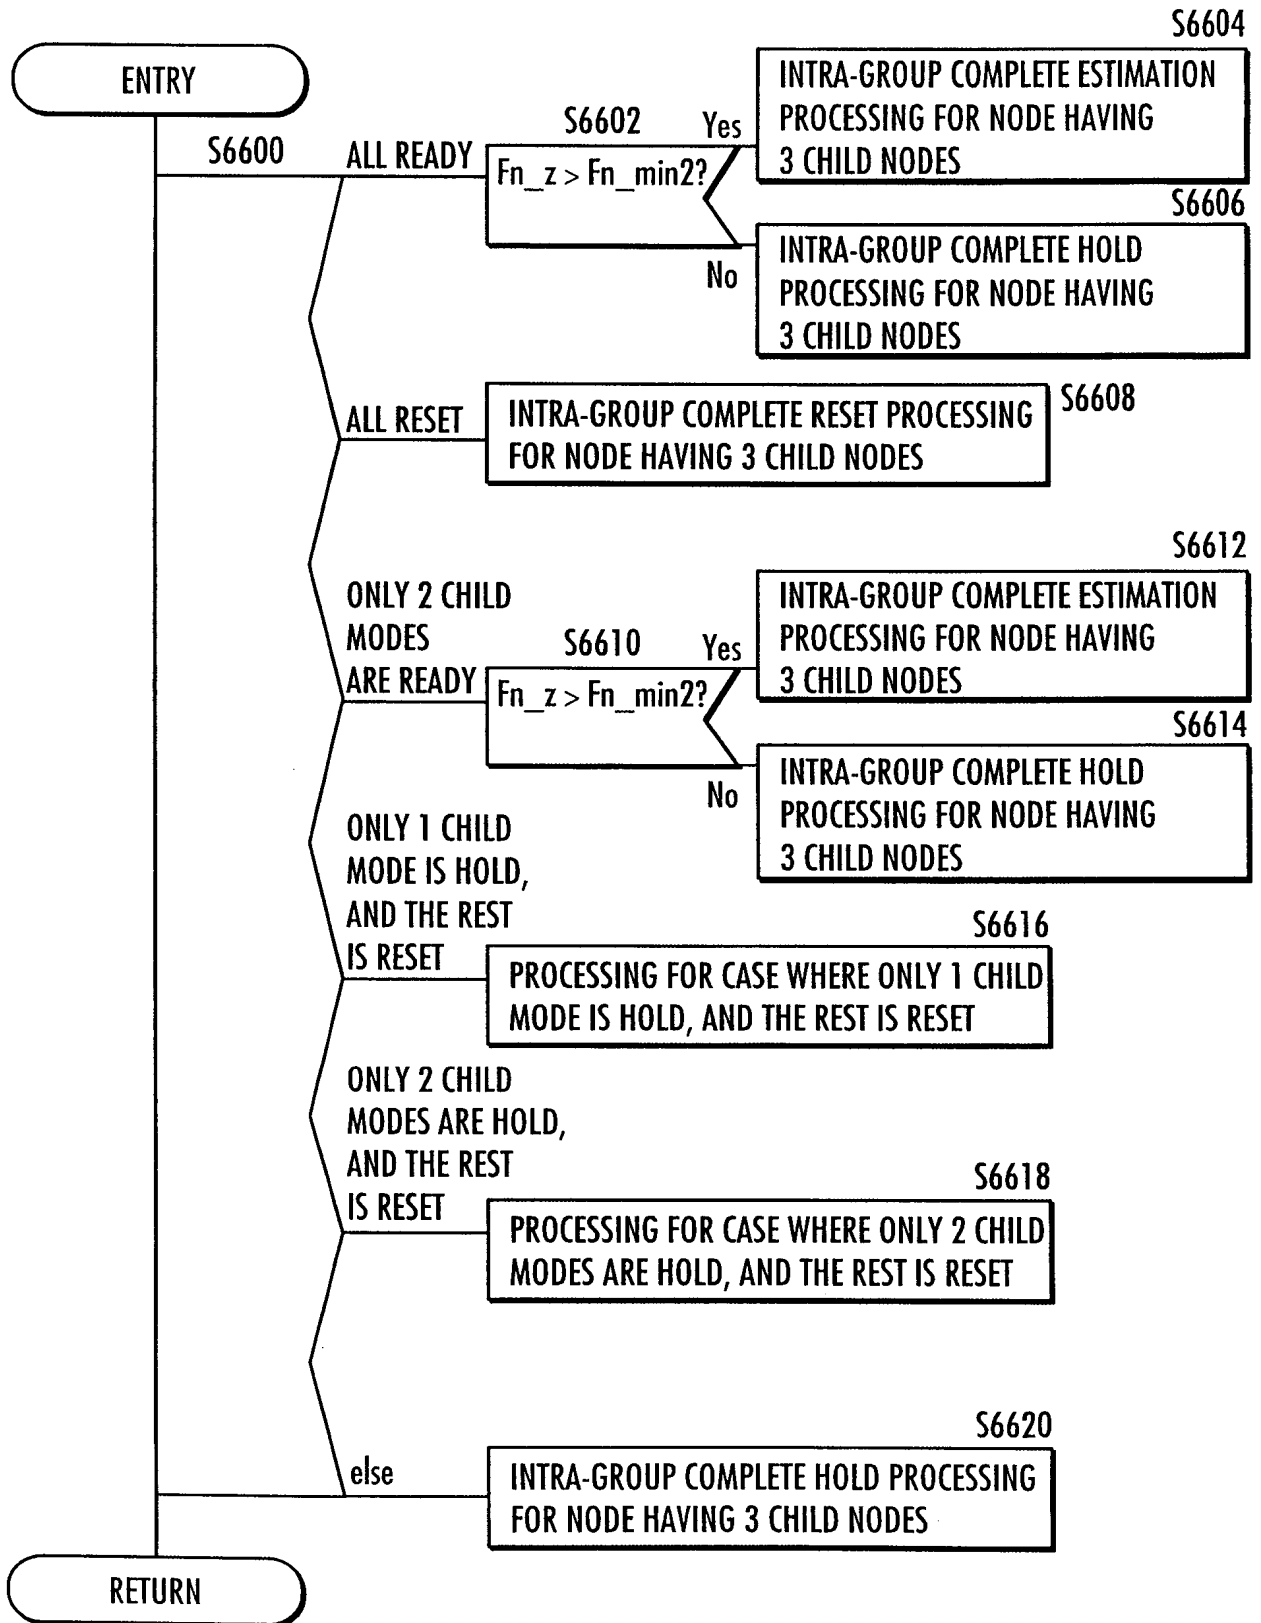 S6604
ENTRY
INTRA-GROUP COMPLETE ESTIMATION
PROCESSING FOR NODE HAVING
3 CHILD NODES
S6600
ALL READY
S6602
Fn_z > Fn_min2?
Yes
No
S6606
INTRA-GROUP COMPLETE HOLD
PROCESSING FOR NODE HAVING
3 CHILD NODES
ALL RESET
INTRA-GROUP COMPLETE RESET PROCESSING
FOR NODE HAVING 3 CHILD NODES
S6608
ONLY 2 CHILD
MODES
ARE READY
S6610
Fn_z > Fn_min2?
Yes
No
S6612
INTRA-GROUP COMPLETE ESTIMATION
PROCESSING FOR NODE HAVING
3 CHILD NODES
S6614
INTRA-GROUP COMPLETE HOLD
PROCESSING FOR NODE HAVING
3 CHILD NODES
ONLY 1 CHILD
MODE IS HOLD,
AND THE REST
IS RESET
S6616
PROCESSING FOR CASE WHERE ONLY 1 CHILD
MODE IS HOLD, AND THE REST IS RESET
ONLY 2 CHILD
MODES ARE HOLD,
AND THE REST
IS RESET
S6618
PROCESSING FOR CASE WHERE ONLY 2 CHILD
MODES ARE HOLD, AND THE REST IS RESET
else
S6620
INTRA-GROUP COMPLETE HOLD PROCESSING
FOR NODE HAVING 3 CHILD NODES
RETURN